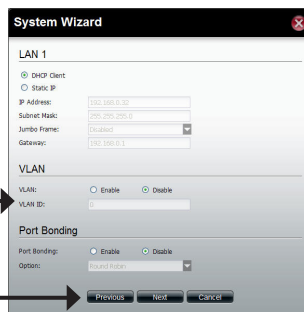 System Wizard
LAN 1
DHCP Client
Static IP
IP Address: 192.168.0.32
Subnet Mask: 255.255.255.0
Jumbo Frame: Disabled
Gateway: 192.168.0.1
VLAN
VLAN: Enable Disable
VLAN ID: 0
Port Bonding
Port Bonding: Enable Disable
Option: Round Robin
Previous Next Cancel